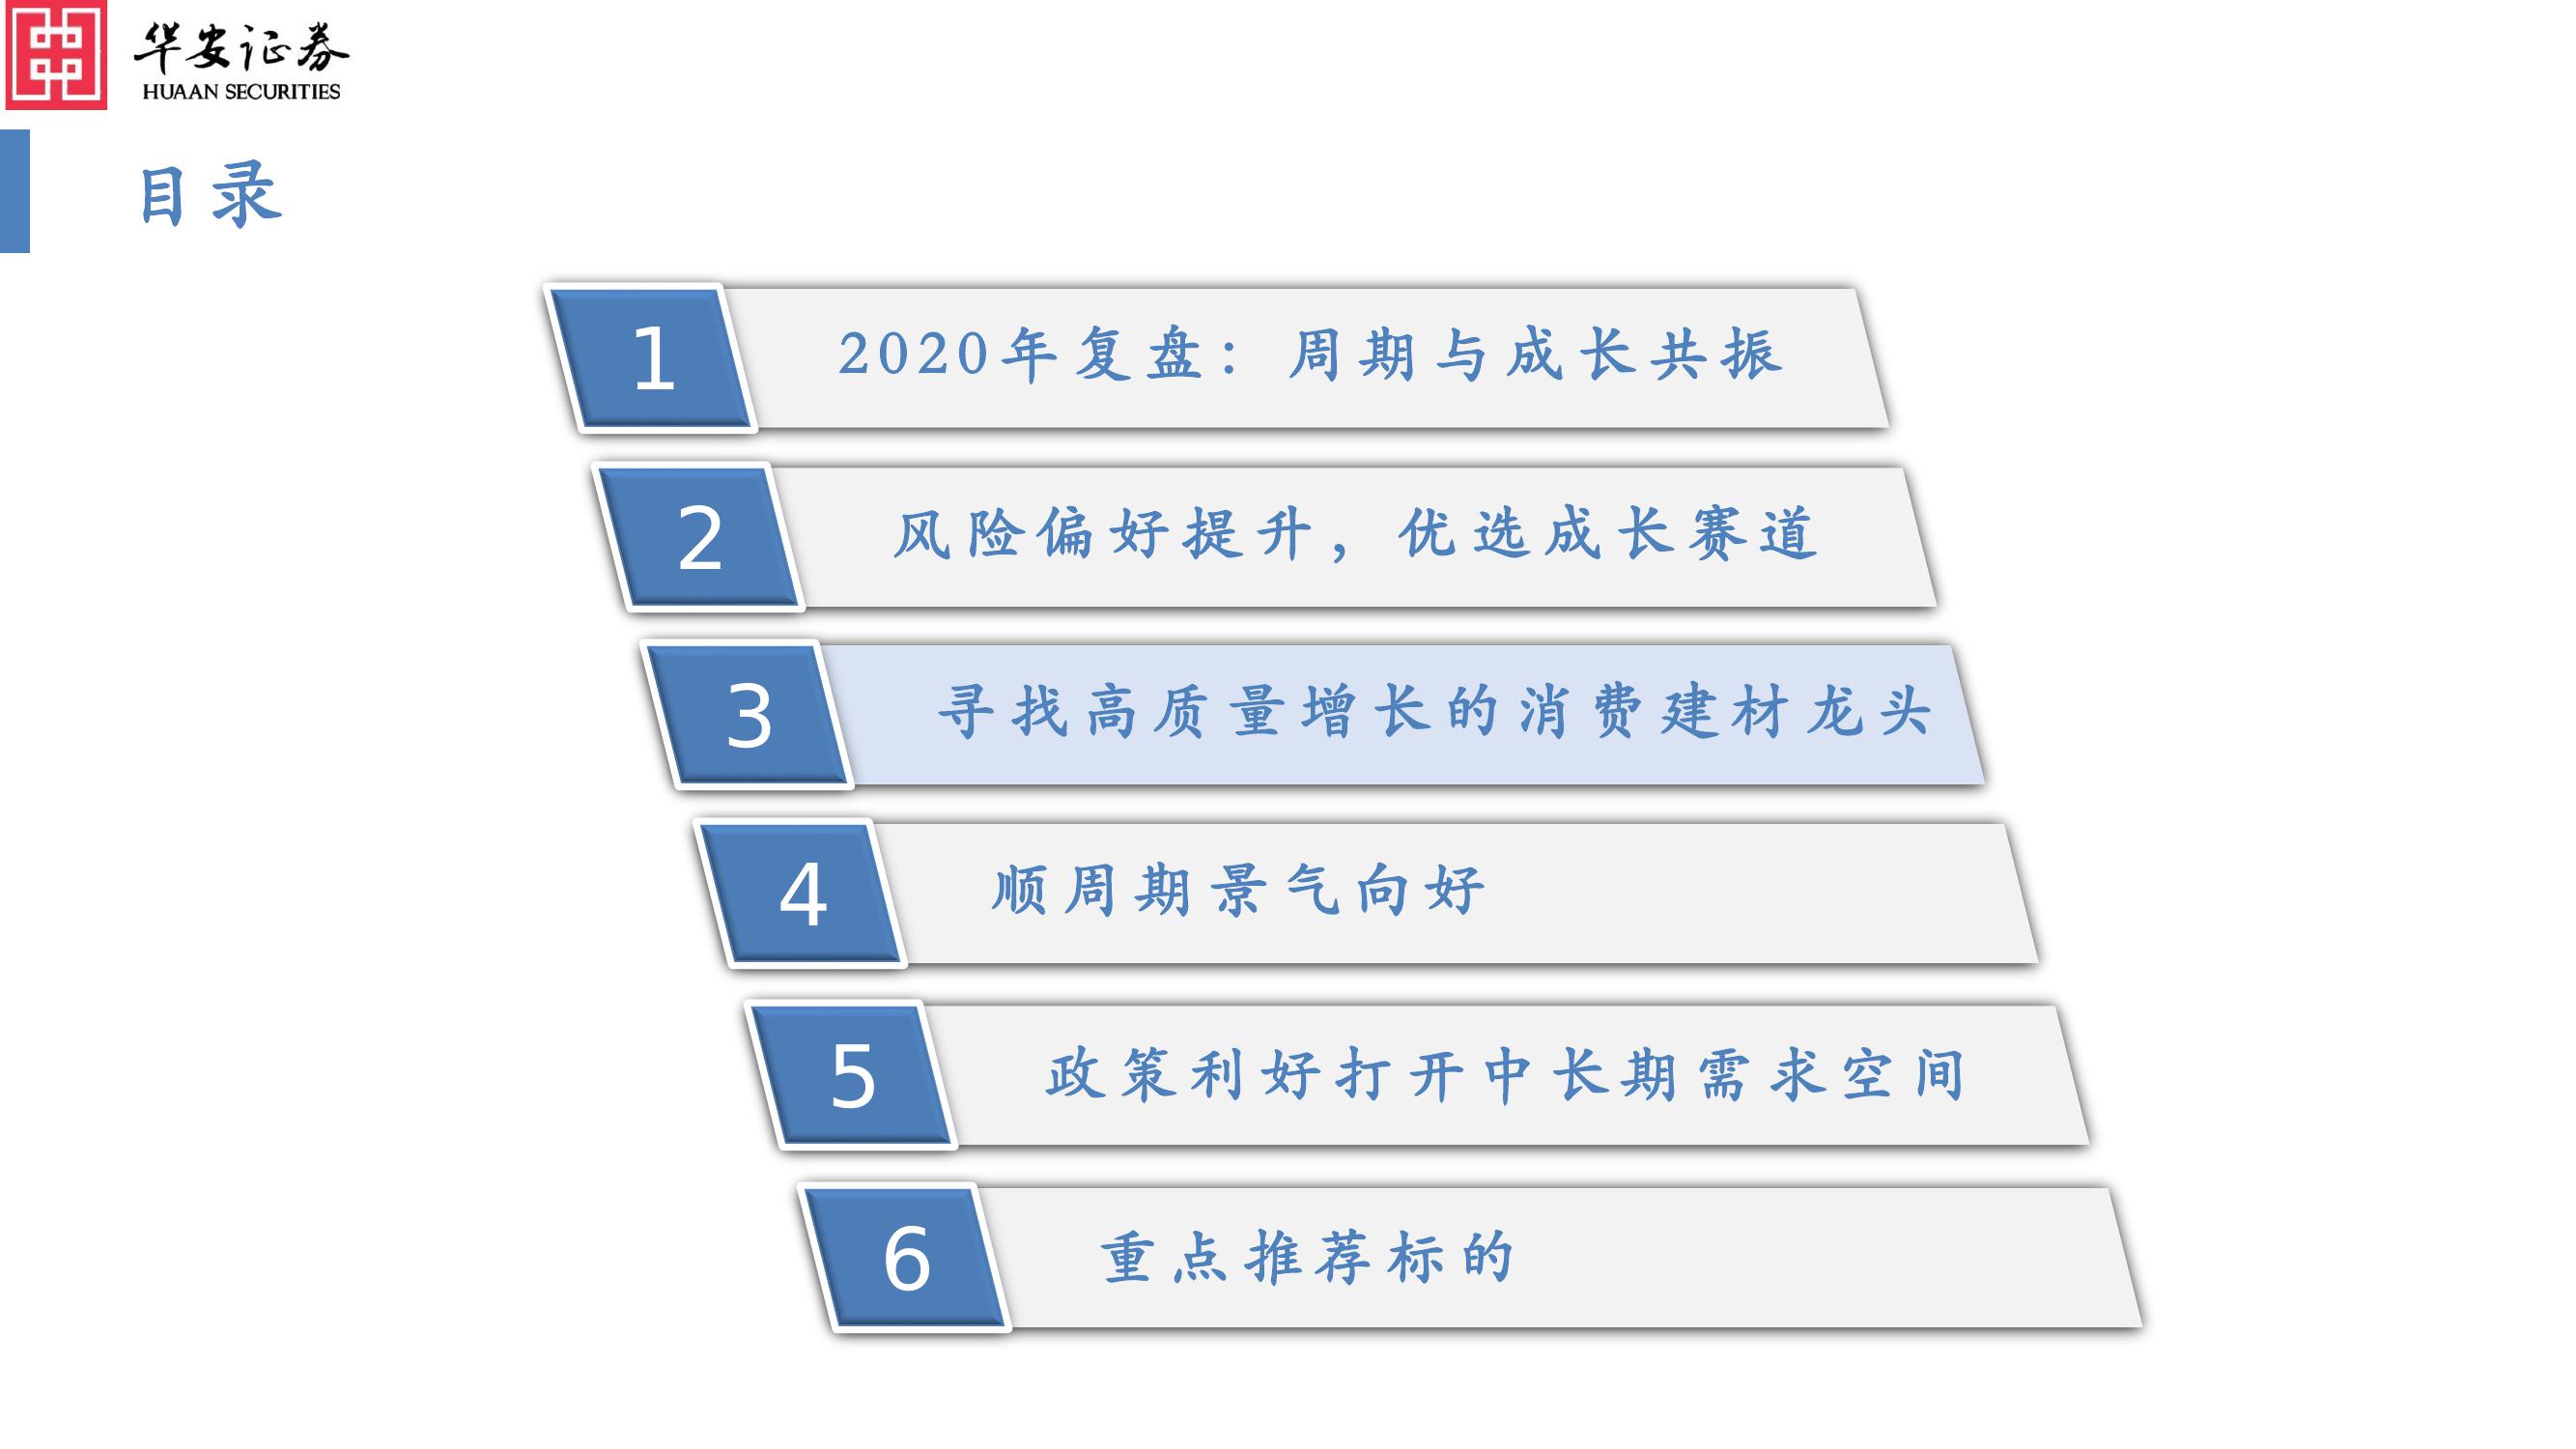 华安证券
HUAAN SECURITIES
目录
1 2020年复盘：周期与成长共振
2 风险偏好提升，优选成长赛道
3 寻找高质量增长的消费建材龙头
4 顺周期景气向好
5 政策利好打开中长期需求空间
6 重点推荐标的